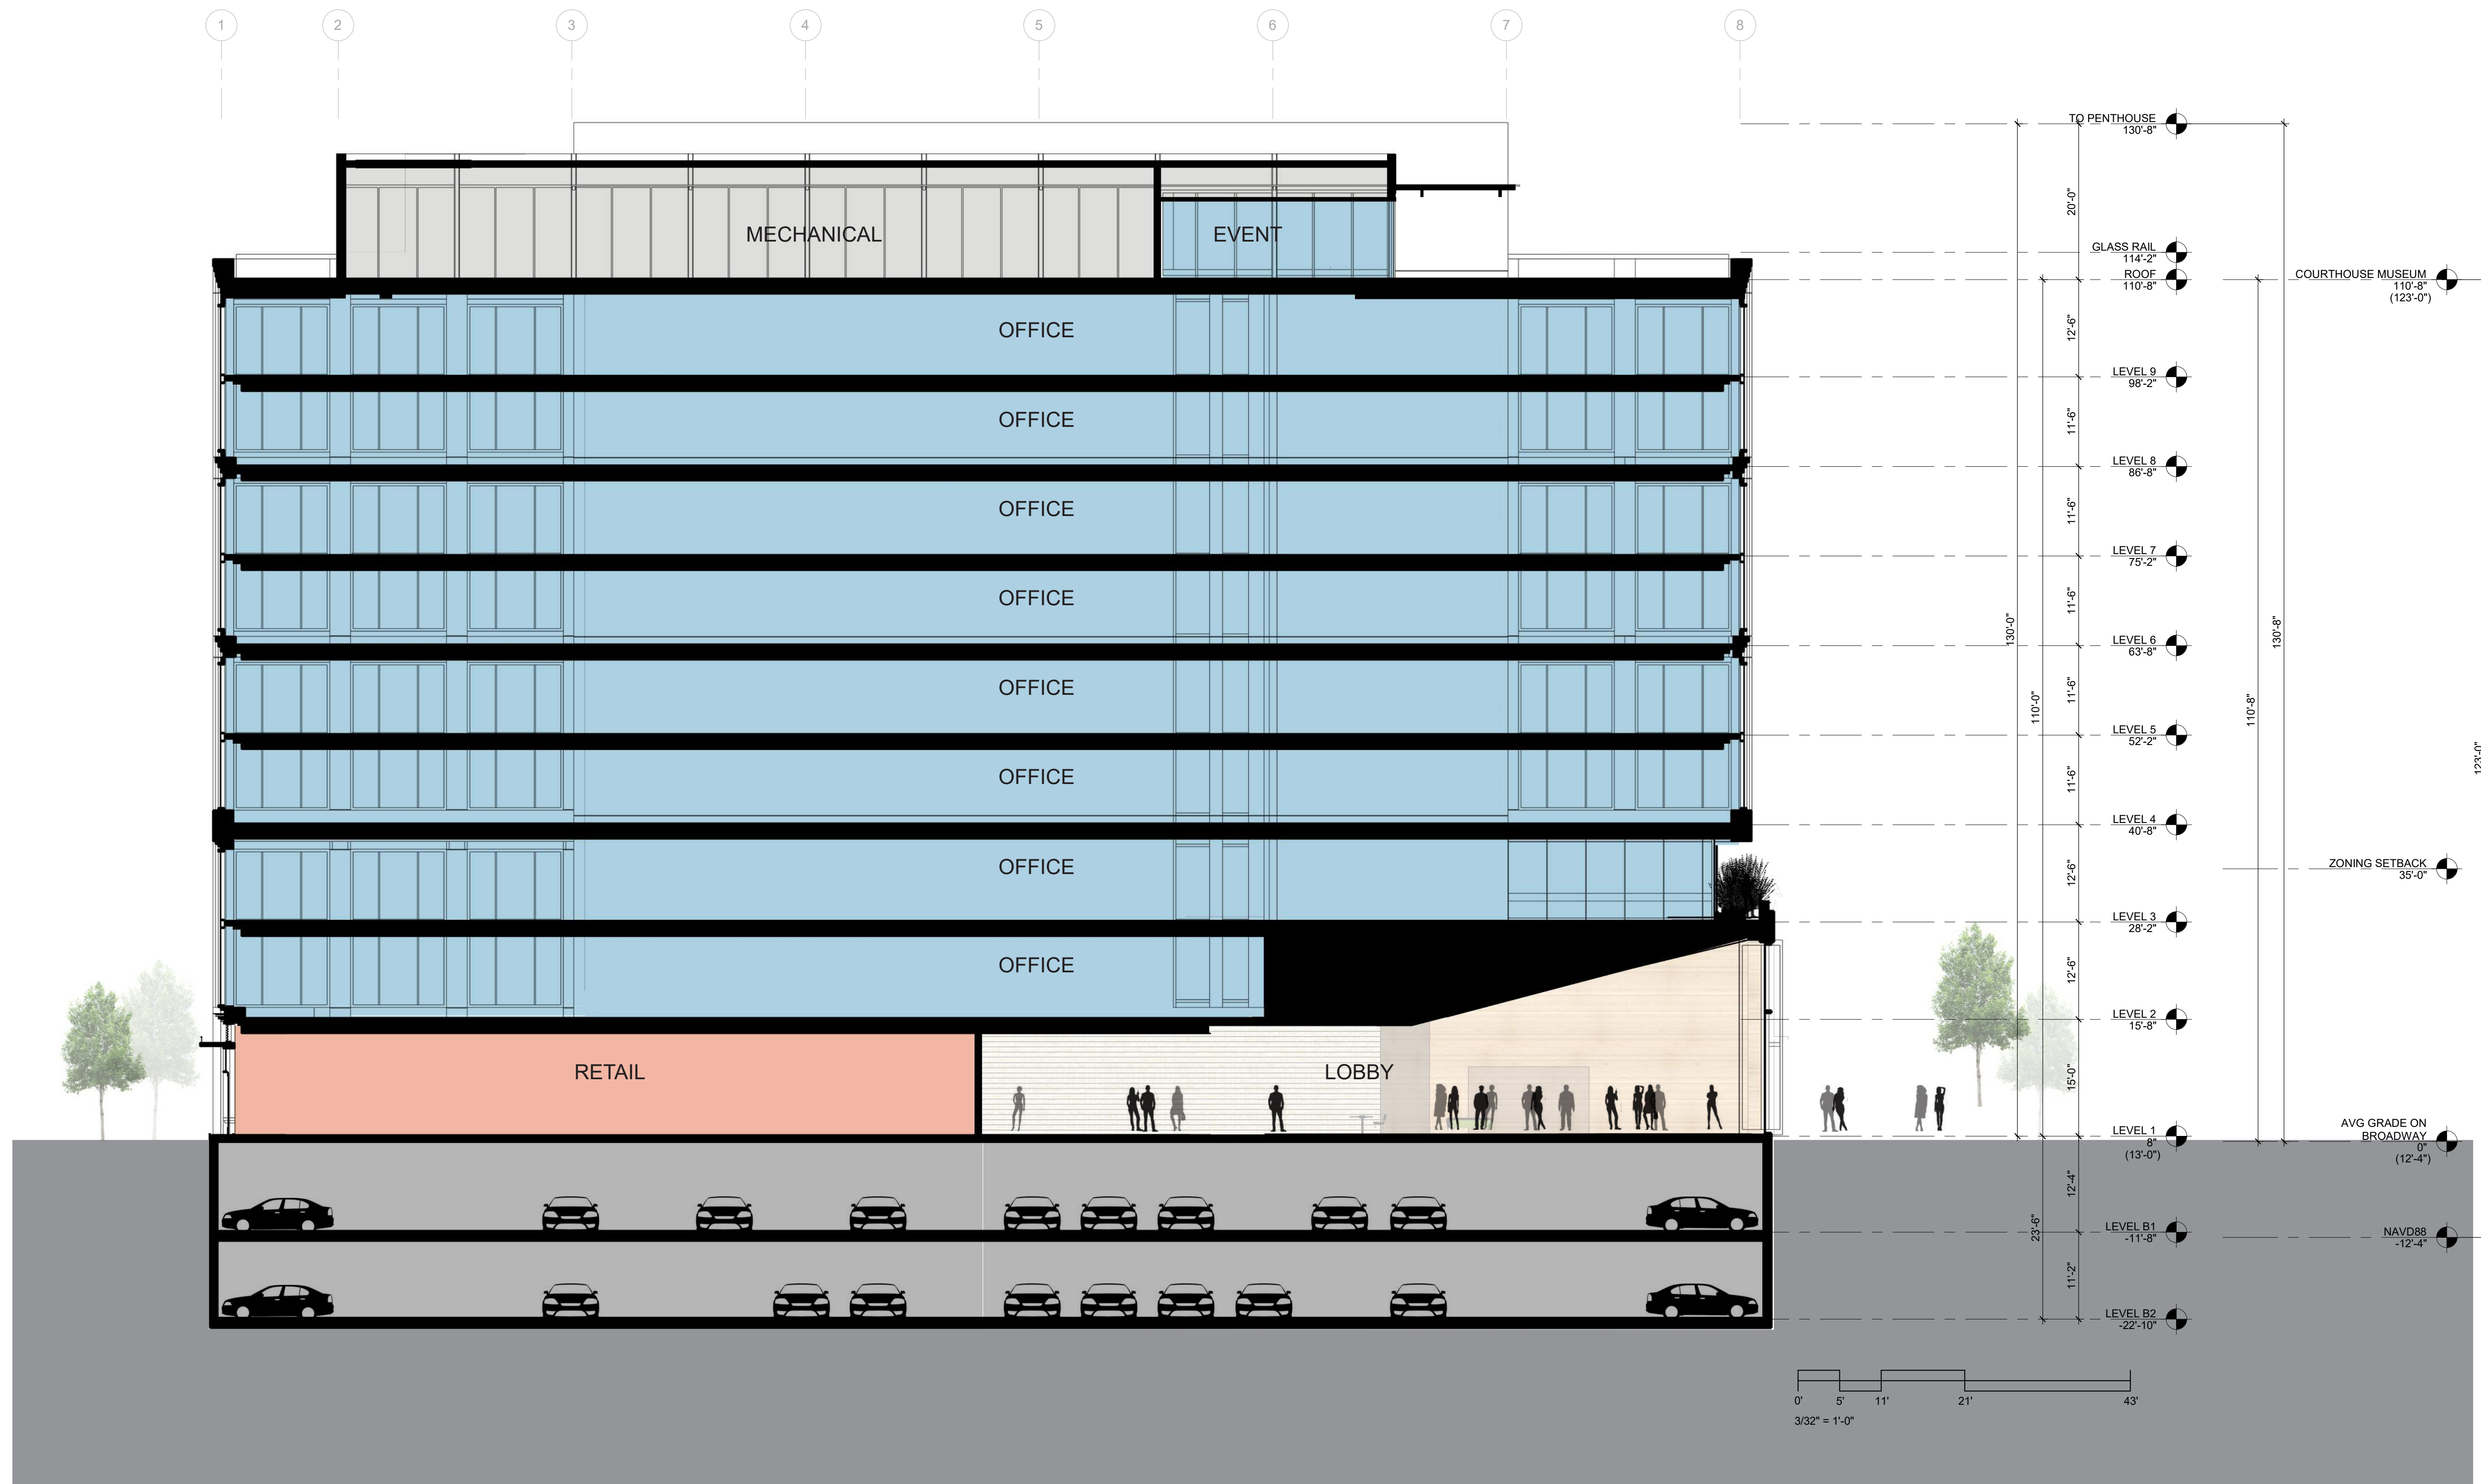 1
2
3
4
5
6
7
8
TO PENTHOUSE
130'-8"
20'-0"
MECHANICAL
EVENT
GLASS RAIL
114'-2"
ROOF
110'-8"
COURTHOUSE MUSEUM
110'-8"
(123'-0")
OFFICE
12'-6"
LEVEL 9
98'-2"
OFFICE
11'-6"
LEVEL 8
86'-8"
OFFICE
11'-6"
LEVEL 7
75'-2"
OFFICE
11'-6"
130'-0"
130'-8"
LEVEL 6
63'-8"
OFFICE
11'-6"
110'-0"
110'-8"
LEVEL 5
52'-2"
123'-0"
OFFICE
11'-6"
LEVEL 4
40'-8"
OFFICE
12'-6"
ZONING SETBACK
35'-0"
LEVEL 3
28'-2"
OFFICE
12'-6"
LEVEL 2
15'-8"
RETAIL
LOBBY
15'-0"
LEVEL 1
8"
(13'-0")
AVG GRADE ON
BROADWAY
0"
(12'-4")
12'-4"
23'-6"
LEVEL B1
-11'-8"
NAVD88
-12'-4"
11'-2"
LEVEL B2
-22'-10"
0'
5'
11'
21'
43'
3/32" = 1'-0"